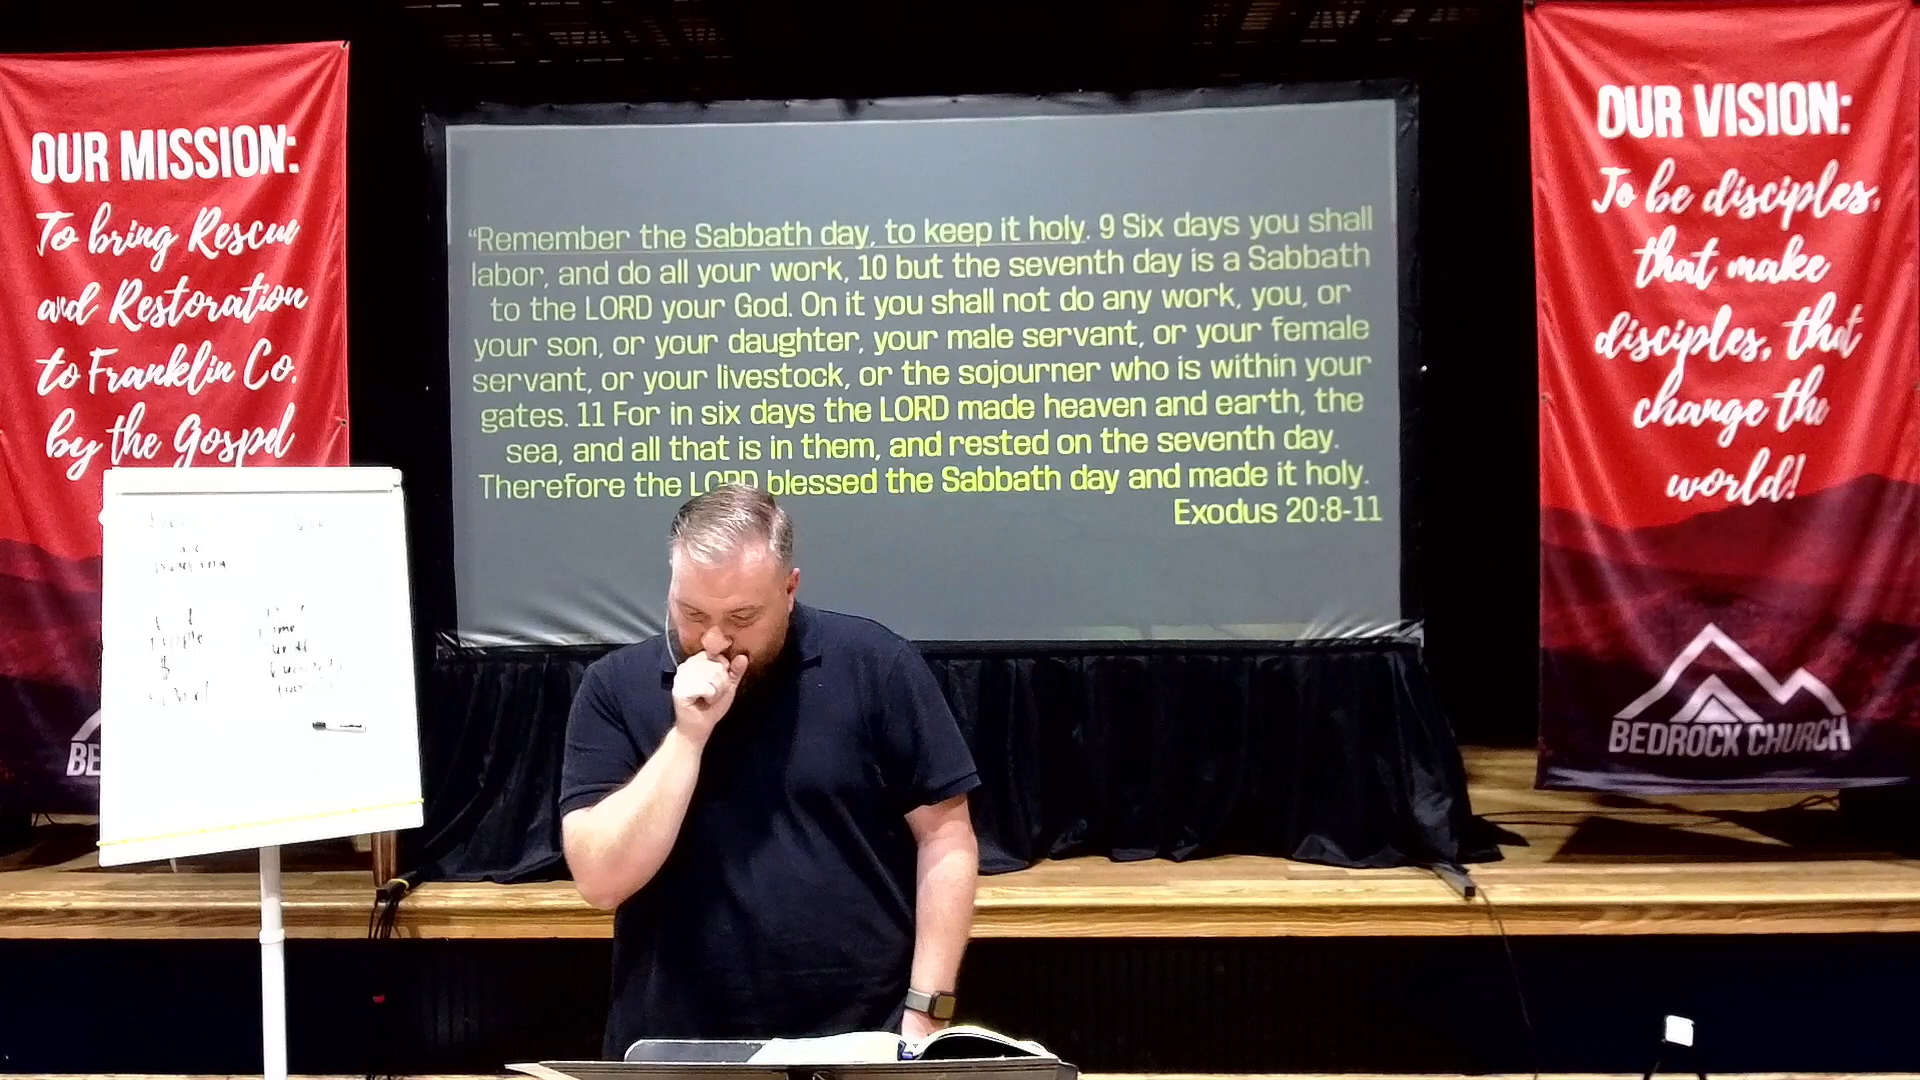 OUR MISSION:
To bring Rescue
and Restoration
to Franklin Co.
by the Gospel
BE
"Remember the Sabbath day, to keep it holy. 9 Six days you shall
labor, and do all your work, 10 but the seventh day is a Sabbath
to the LORD your God. On it you shall not do any work, you, or
your son, or your daughter, your male servant, or your female
servant, or your livestock, or the sojourner who is within your
gates. 11 For in six days the LORD made heaven and earth, the
sea, and all that is in them, and rested on the seventh day.
Therefore the LORD blessed the Sabbath day and made it holy.
Exodus 20:8-11
People
$
OUR VISION:
To be disciples,
that make
disciples, that
change the
world!
BEDROCK CHURCH